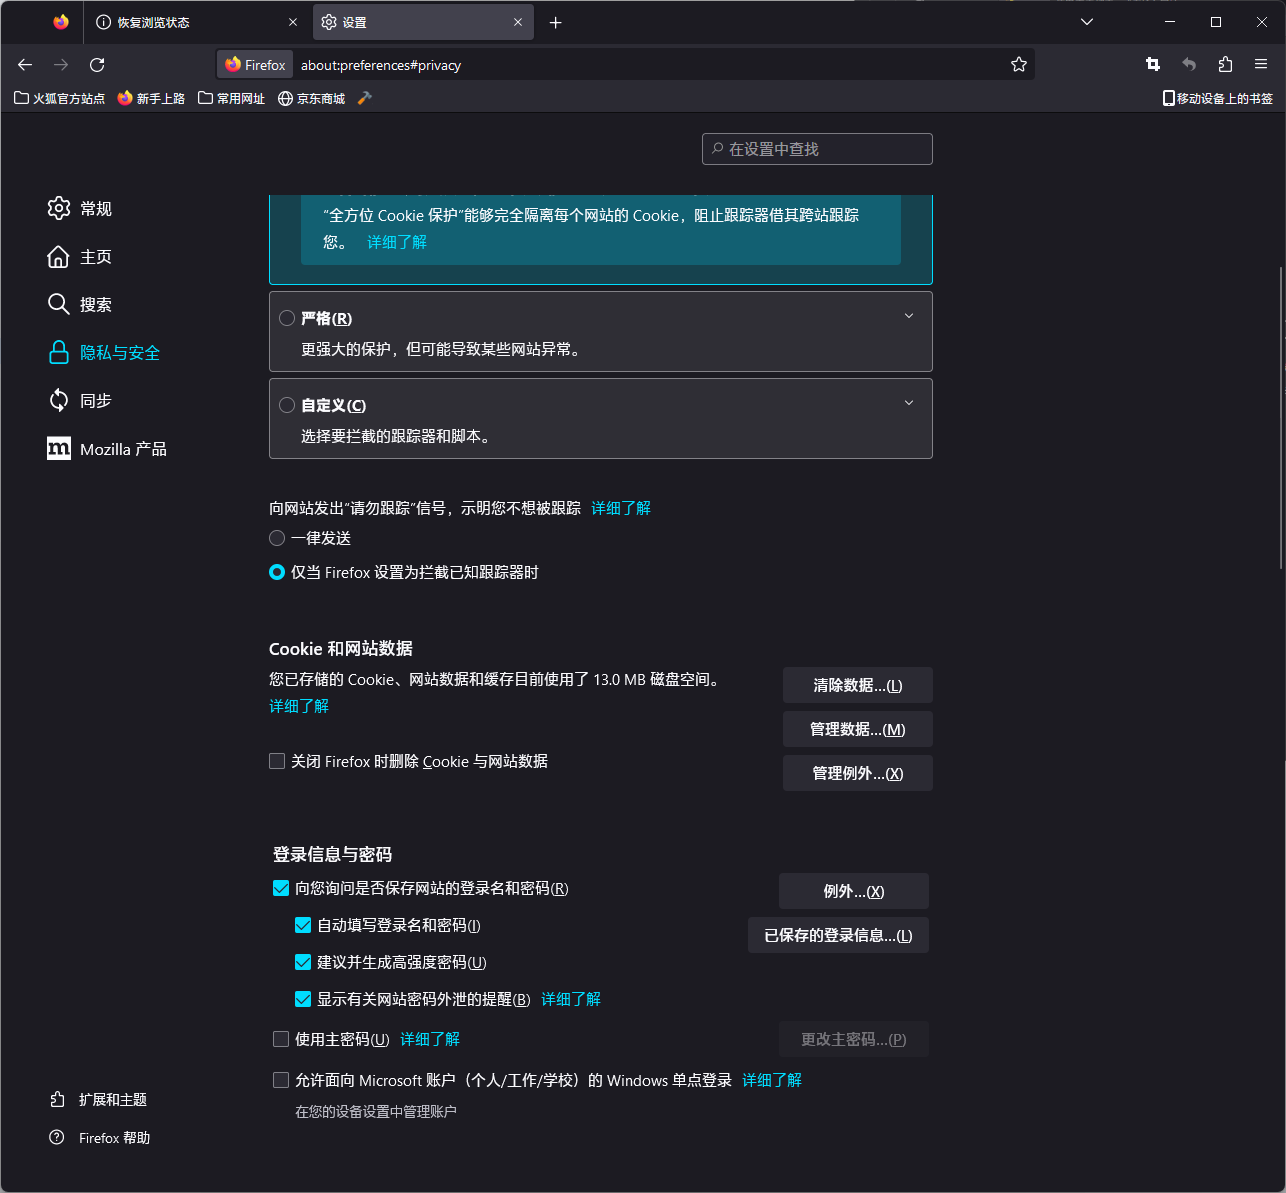 恢复浏览状态
设置
Firefox
about:preferences#privacy
火狐官方站点
新手上路
常用网址
京东商城
移动设备上的书签
在设置中查找
常规
主页
搜索
隐私与安全
同步
Mozilla 产品
“全方位 Cookie 保护”能够完全隔离每个网站的 Cookie，阻止跟踪器借其跨站跟踪
您。 详细了解
严格(R)
更强大的保护，但可能导致某些网站异常。
自定义(C)
选择要拦截的跟踪器和脚本。
向网站发出“请勿跟踪”信号，示明您不想被跟踪 详细了解
一律发送
仅当 Firefox 设置为拦截已知跟踪器时
Cookie 和网站数据
您已存储的 Cookie、网站数据和缓存目前使用了 13.0 MB 磁盘空间。
详细了解
清除数据...(L)
管理数据...(M)
关闭 Firefox 时删除 Cookie 与网站数据
管理例外...(X)
登录信息与密码
向您询问是否保存网站的登录名和密码(R)
例外...(X)
自动填写登录名和密码(I)
已保存的登录信息...(L)
建议并生成高强度密码(U)
显示有关网站密码外泄的提醒(B) 详细了解
使用主密码(U) 详细了解
更改主密码...(P)
允许面向 Microsoft 账户（个人/工作/学校）的 Windows 单点登录 详细了解
在您的设备设置中管理账户
扩展和主题
Firefox 帮助